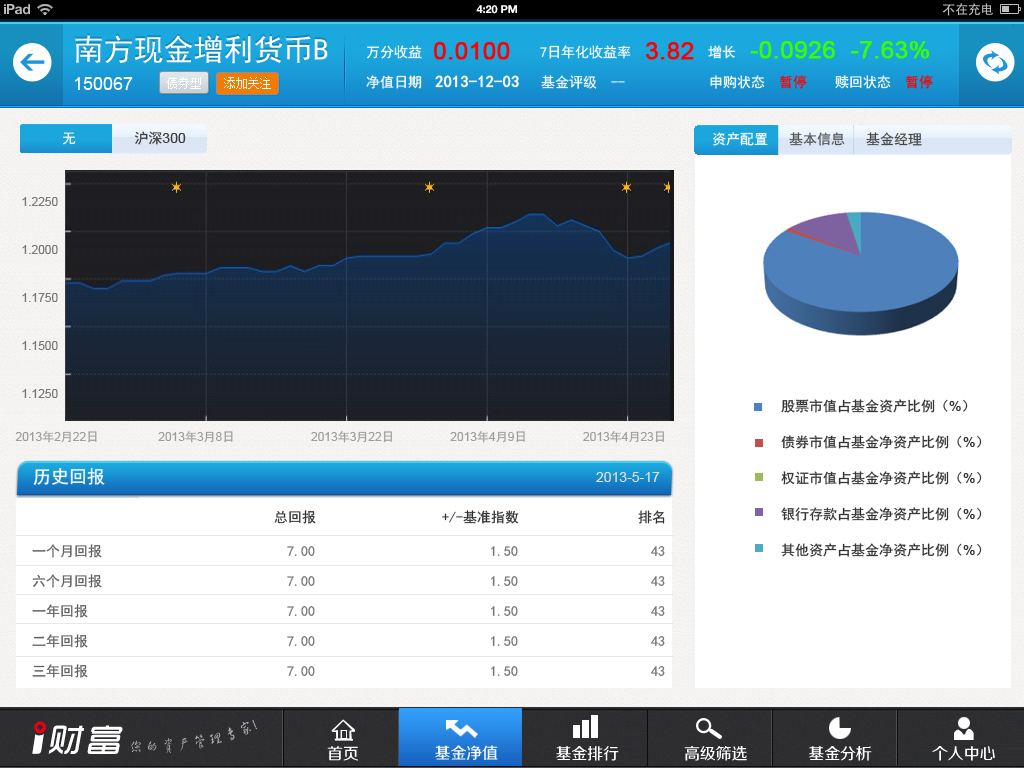 iPad 4:20 PM 不在充电
南方现金增利货币B
150067 债券型 添加关注
万分收益 0.0100 7日年化收益率 3.82 增长 -0.0926 -7.63%
净值日期 2013-12-03 基金评级 -- 申购状态 暂停 赎回状态 暂停
无 沪深300
资产配置 基本信息 基金经理
1.2250
1.2000
1.1750
1.1500
1.1250
2013年2月22日 2013年3月8日 2013年3月22日 2013年4月9日 2013年4月23日
股票市值占基金资产比例（%）
债券市值占基金净资产比例（%）
权证市值占基金净资产比例（%）
银行存款占基金净资产比例（%）
其他资产占基金净资产比例（%）
历史回报 2013-5-17
总回报 +/-基准指数 排名
一个月回报 7.00 1.50 43
六个月回报 7.00 1.50 43
一年回报 7.00 1.50 43
二年回报 7.00 1.50 43
三年回报 7.00 1.50 43
i财富 您的资产管理专家!
首页 基金净值 基金排行 高级筛选 基金分析 个人中心